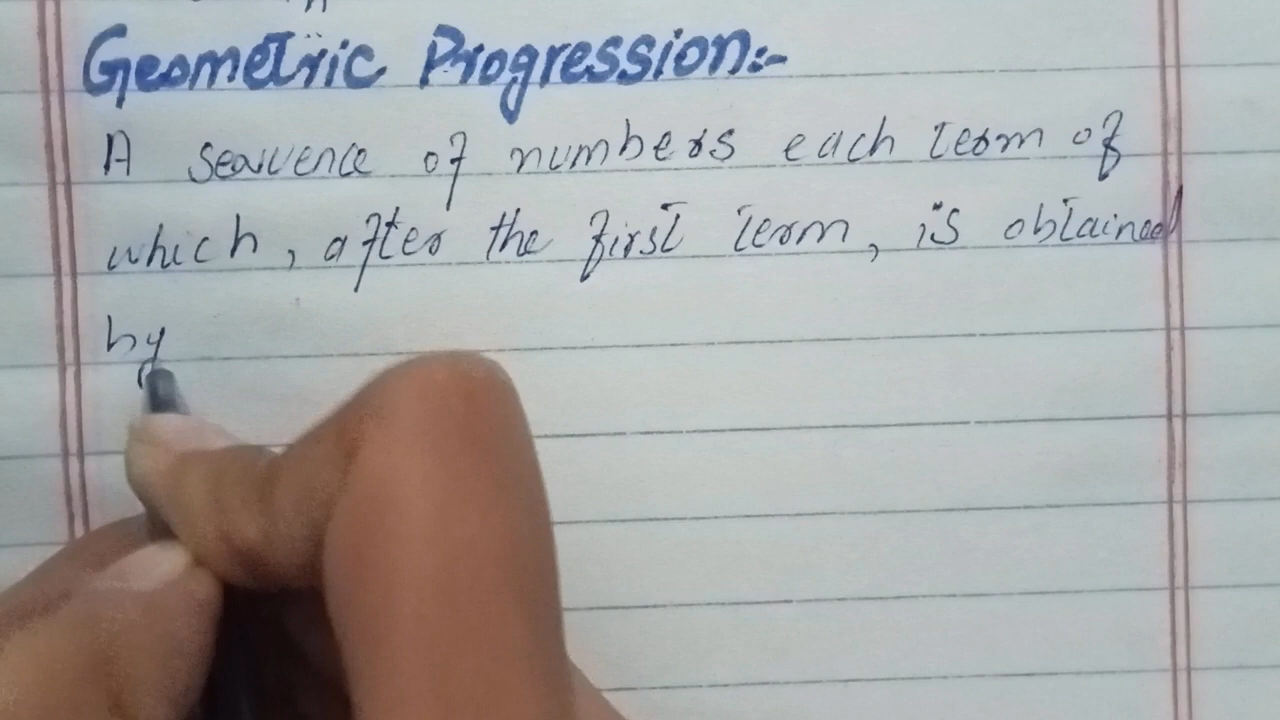 Geometric Progression:-
A sequence of numbers each term of
which, after the first term, is obtained
by